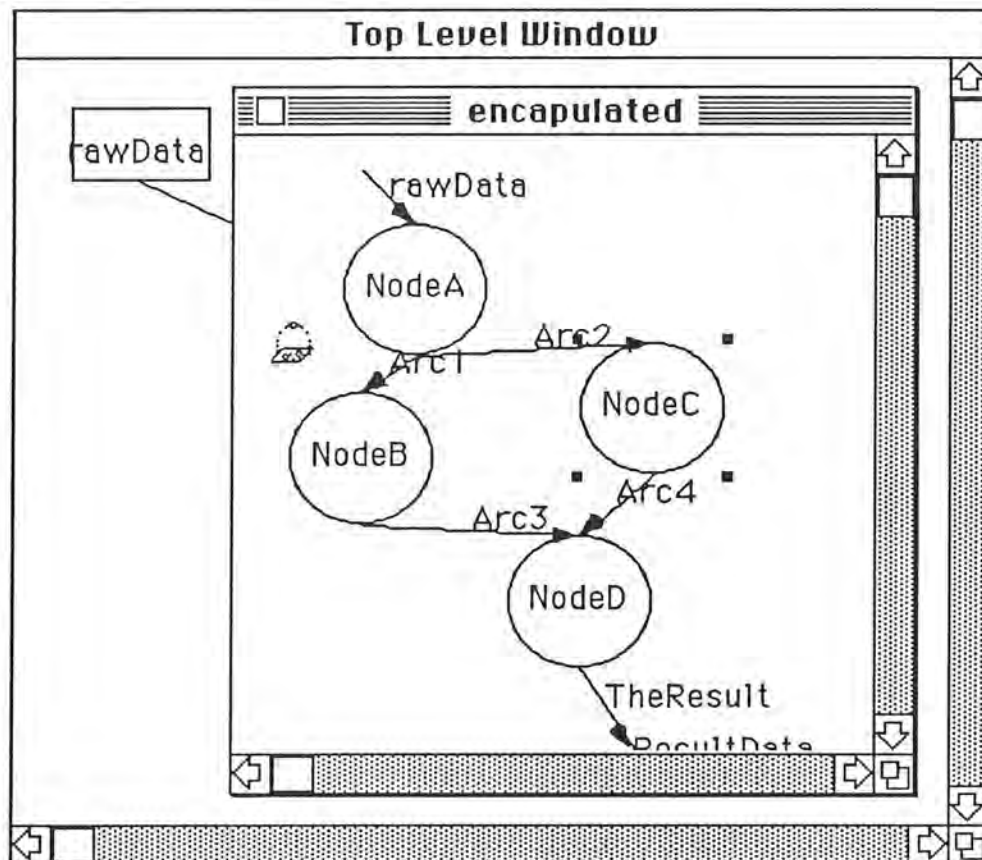 Top Level Window
encapulated
rawData
rawData
NodeA
Arc2
Arc1
NodeC
NodeB
Arc4
Arc3
NodeD
TheResult